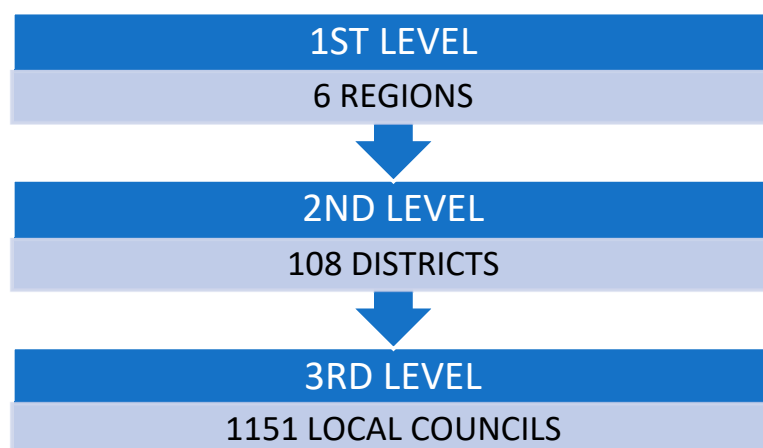 1ST LEVEL
6 REGIONS
2ND LEVEL
108 DISTRICTS
3RD LEVEL
1151 LOCAL COUNCILS